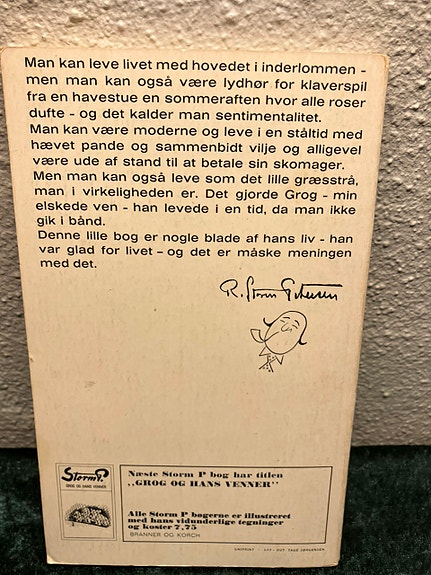 Man kan leve livet med hovedet i inderlommen -
men man kan også være lydhør for klaverspil
fra en havestue en sommeraften hvor alle roser
dufte - og det kalder man sentimentalitet.
Man kan være moderne og leve i en ståltid med
hævet pande og sammenbidt vilje og alligevel
være ude af stand til at betale sin skomager.
Men man kan også leve som det lille græsstrå,
man i virkeligheden er. Det gjorde Grog - min
elskede ven - han levede i en tid, da man ikke
gik i bånd.
Denne lille bog er nogle blade af hans liv - han
var glad for livet - og det er måske meningen
med det.
R. Storm Petersen
Storm P.
GROG OG HANS VENNER
Næste Storm P bog har titlen
,,GROG OG HANS VENNER"
Alle Storm P bøgerne er illustreret
med hans vidunderlige tegninger
og koster 7,75
BRANNER OG KORCH